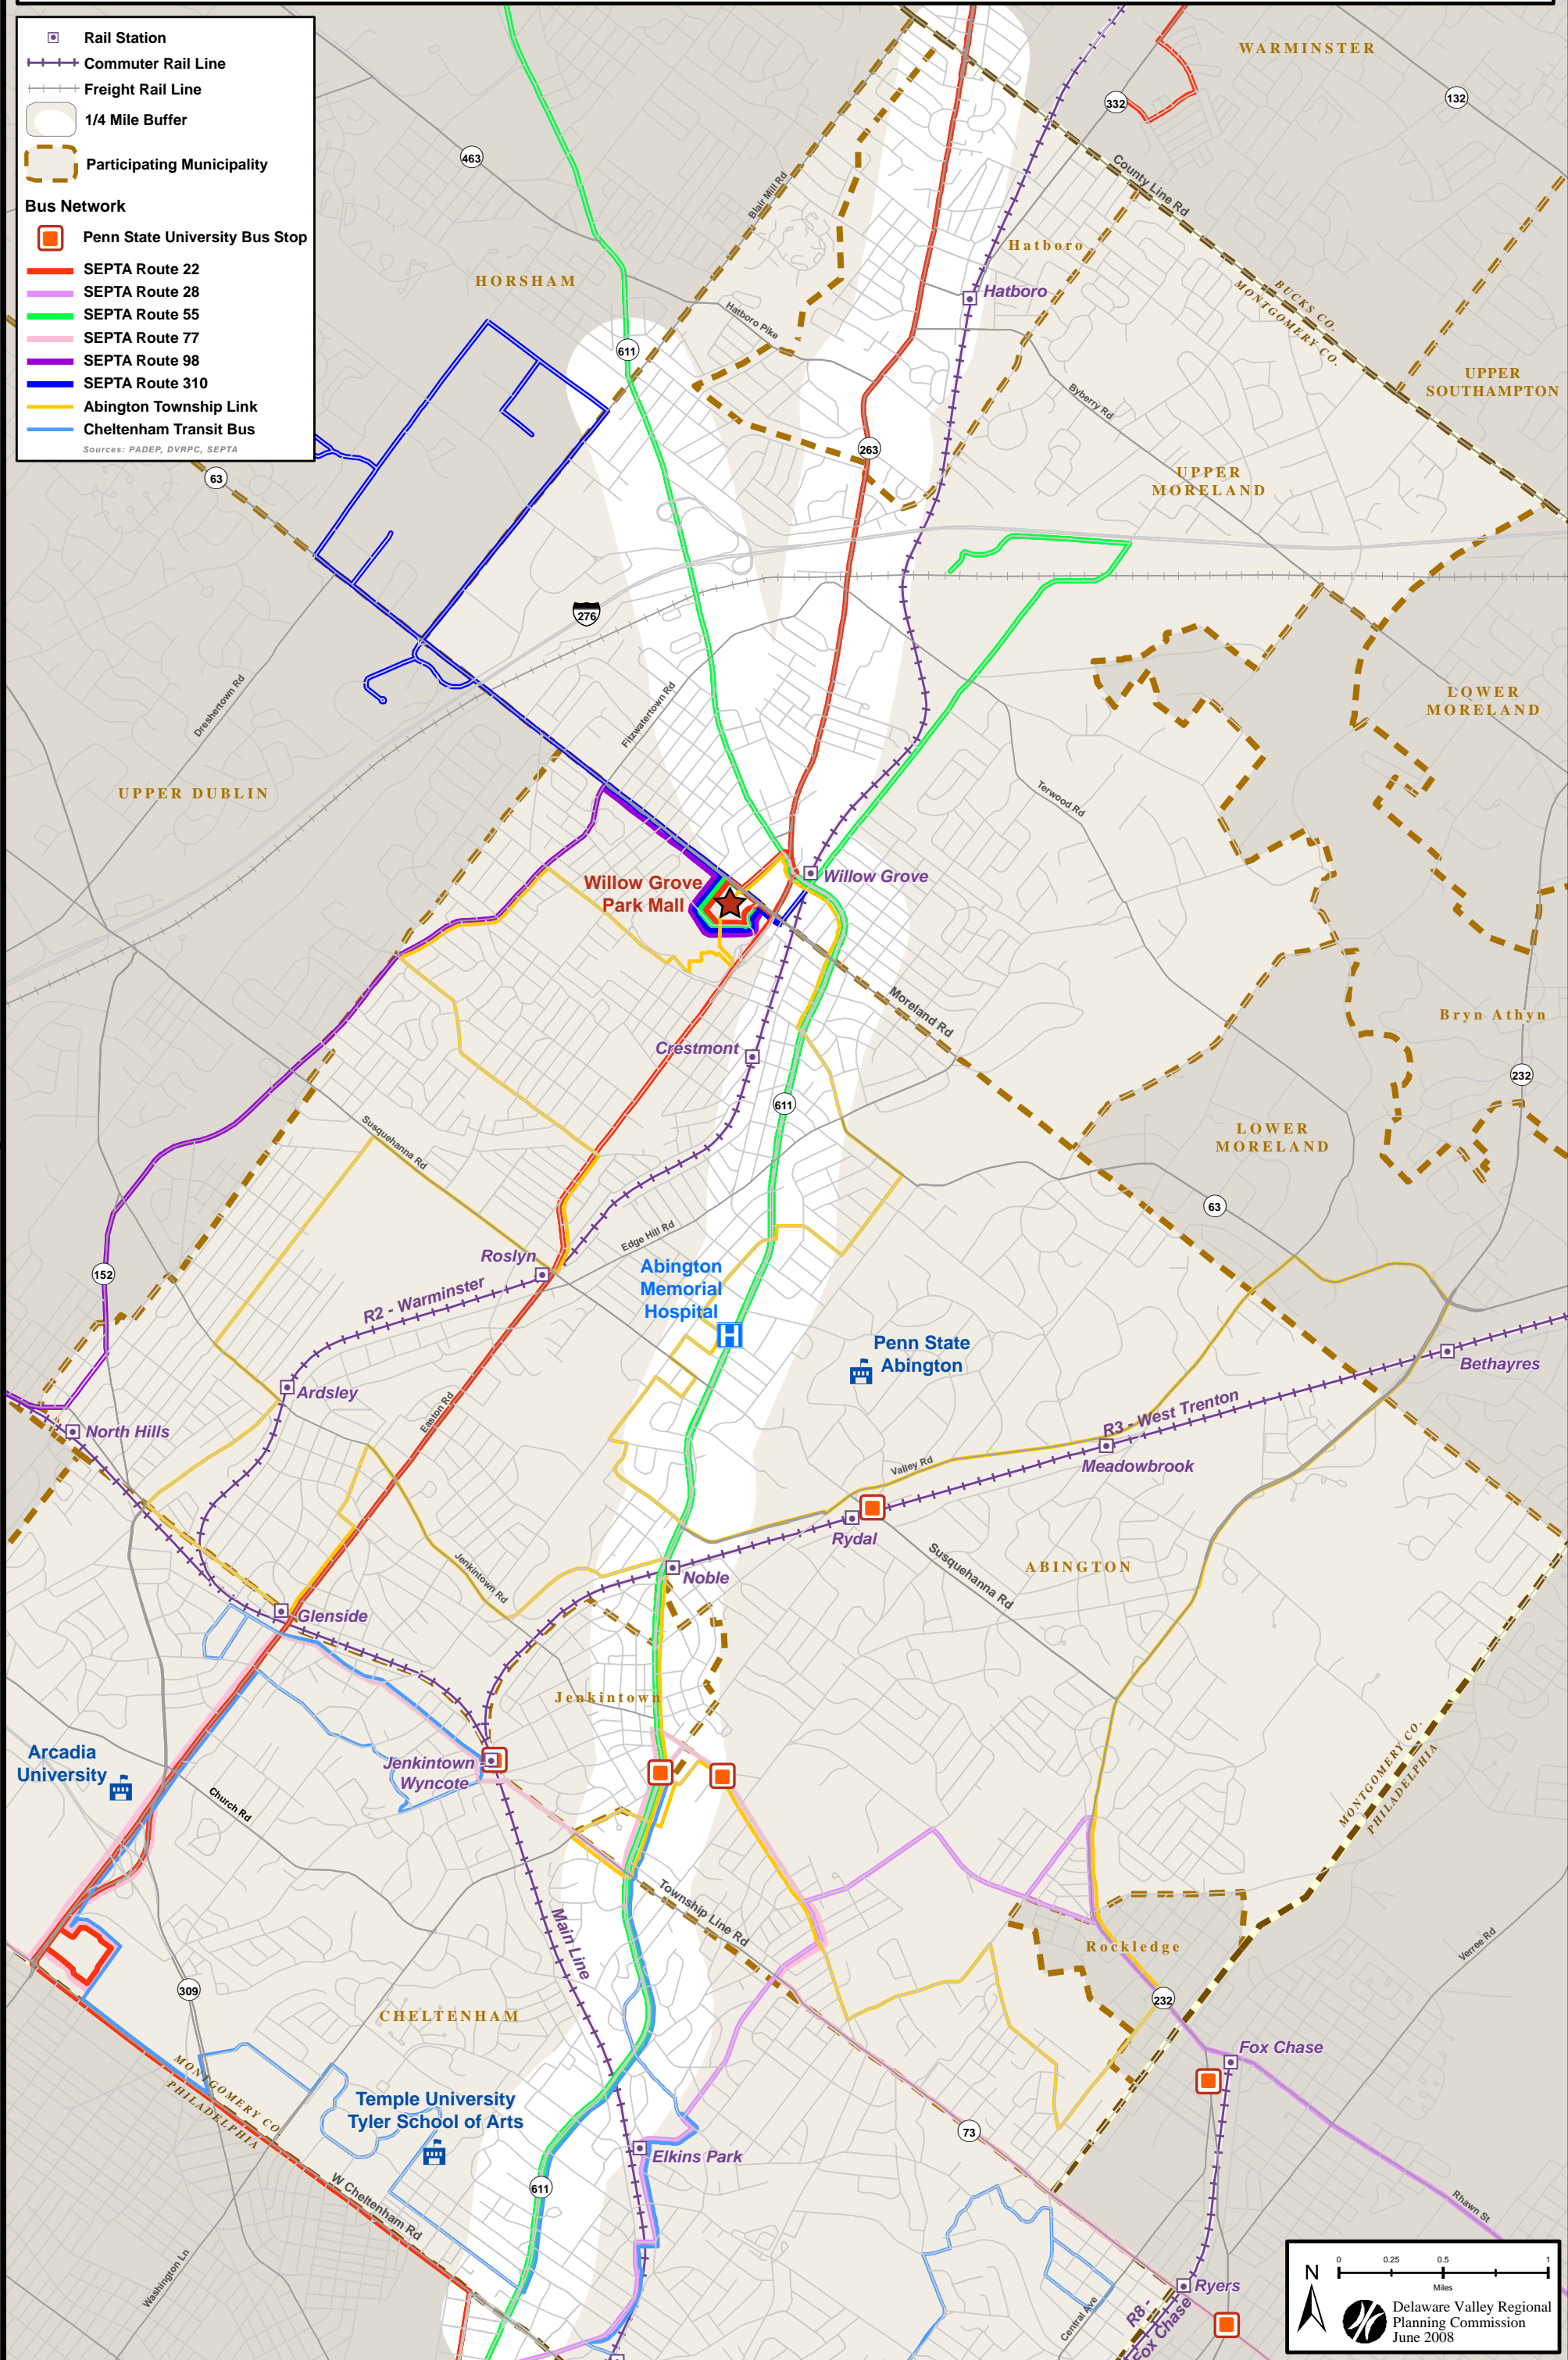 Rail Station
Commuter Rail Line
Freight Rail Line
1/4 Mile Buffer
Participating Municipality
Bus Network
Penn State University Bus Stop
SEPTA Route 22
SEPTA Route 28
SEPTA Route 55
SEPTA Route 77
SEPTA Route 98
SEPTA Route 310
Abington Township Link
Cheltenham Transit Bus
Sources: PADEP, DVRPC, SEPTA
WARMINSTER
332
132
463
County Line Rd
Blair Mill Rd
Hatboro
HORSHAM
Hatboro
BUCKS CO.
MONTGOMERY CO.
Hatboro Pike
611
UPPER
SOUTHAMPTON
Byberry Rd
263
63
UPPER
MORELAND
276
Dreshertown Rd
Fitzwatertown Rd
LOWER
MORELAND
UPPER DUBLIN
Terwood Rd
Willow Grove
Park Mall
Willow Grove
Moreland Rd
Bryn Athyn
Crestmont
232
611
Susquehanna Rd
LOWER
MORELAND
63
Edge Hill Rd
Roslyn
152
R2 - Warminster
Abington
Memorial
Hospital
H
Penn State
Abington
Bethayres
Ardsley
Easton Rd
North Hills
R3 - West Trenton
Meadowbrook
Valley Rd
Rydal
Susquehanna Rd
ABINGTON
Jenkintown Rd
Noble
Glenside
Jenkintown
Arcadia
University
Jenkintown -
Wyncote
MONTGOMERY CO.
PHILADELPHIA
Church Rd
Township Line Rd
Main Line
Rockledge
Verree Rd
309
232
CHELTENHAM
Fox Chase
MONTGOMERY CO.
PHILADELPHIA
Temple University
Tyler School of Arts
73
Elkins Park
611
W Cheltenham Rd
Rhawn St
Washington Ln
Ryers
Central Ave
R8 -
Fox Chase
N
0 0.25 0.5 1
Miles
Delaware Valley Regional
Planning Commission
June 2008